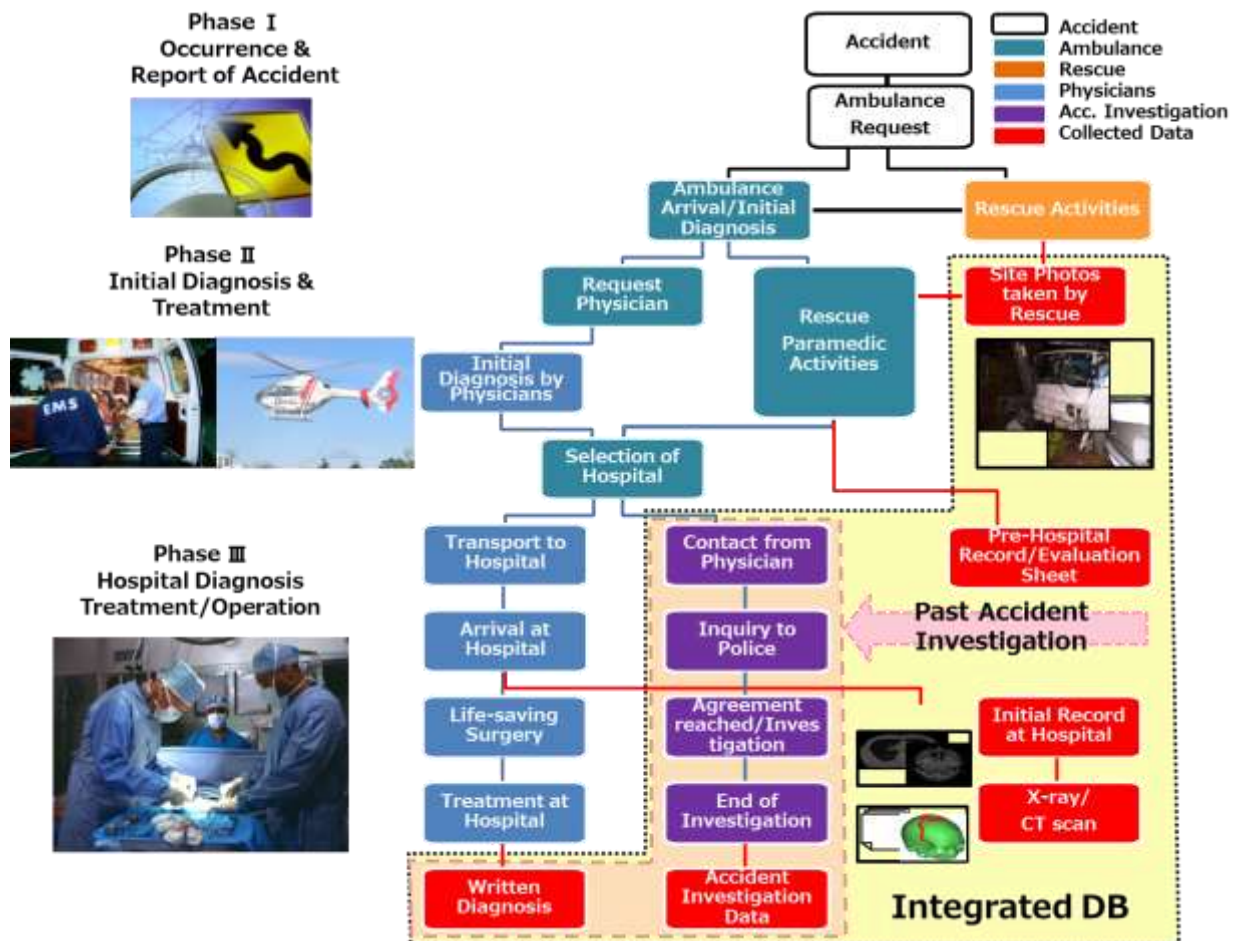 Phase Ⅰ
Occurrence &
Report of Accident
Accident
Ambulance
Request
Accident
Ambulance
Rescue
Physicians
Acc. Investigation
Collected Data
Ambulance
Arrival/Initial
Diagnosis
Rescue Activities
Phase Ⅱ
Initial Diagnosis &
Treatment
Request
Physician
Rescue
Paramedic
Activities
Site Photos
taken by
Rescue
EMS
Initial
Diagnosis by
Physicians
Selection of
Hospital
Phase Ⅲ
Hospital Diagnosis
Treatment/Operation
Transport to
Hospital
Contact from
Physician
Pre-Hospital
Record/Evaluation
Sheet
Arrival at
Hospital
Inquiry to
Police
Past Accident
Investigation
Life-saving
Surgery
Agreement
reached/Inves
tigation
Initial Record
at Hospital
Treatment at
Hospital
End of
Investigation
X-ray/
CT scan
Written
Diagnosis
Accident
Investigation
Data
Integrated DB